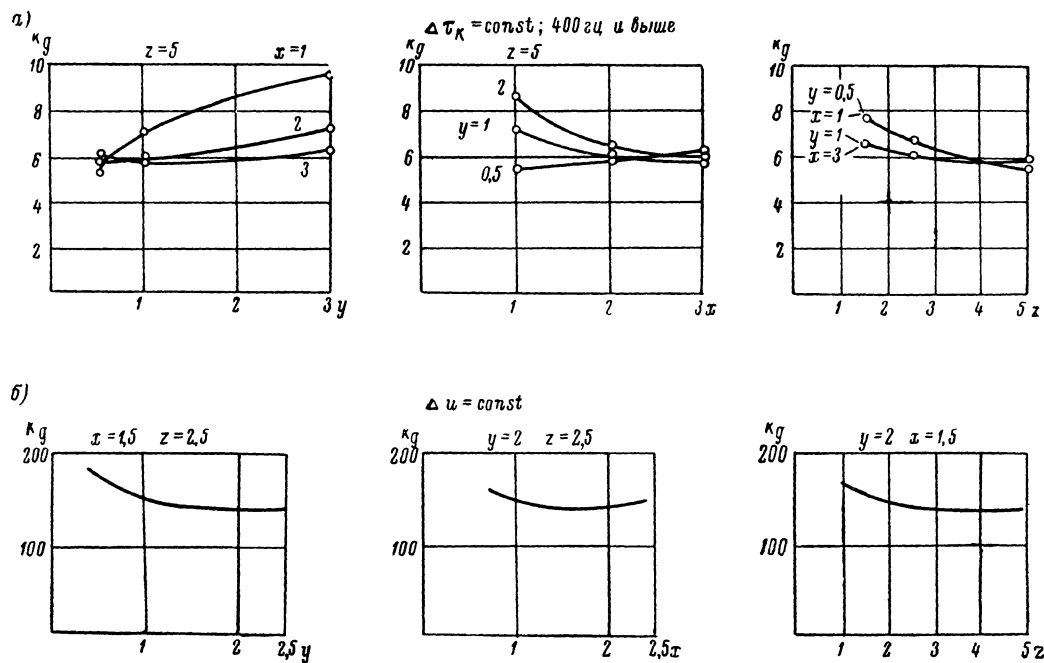 а)
Δ τк = const; 400 гц и выше
кg z=5 x=1
10
8
6
4
2
2
3
1 2 3 y
кg z=5
10
8
6
4
2
2
y=1
0,5
1 2 3 x
кg
10
8
6
4
2
y=0,5
x=1
y=1
x=3
1 2 3 4 5 z
б)
Δ u = const
кg x=1,5 z=2,5
200
100
1 2 2,5 y
кg y=2 z=2,5
200
100
1 2 2,5 x
кg y=2 x=1,5
200
100
1 2 3 4 5 z